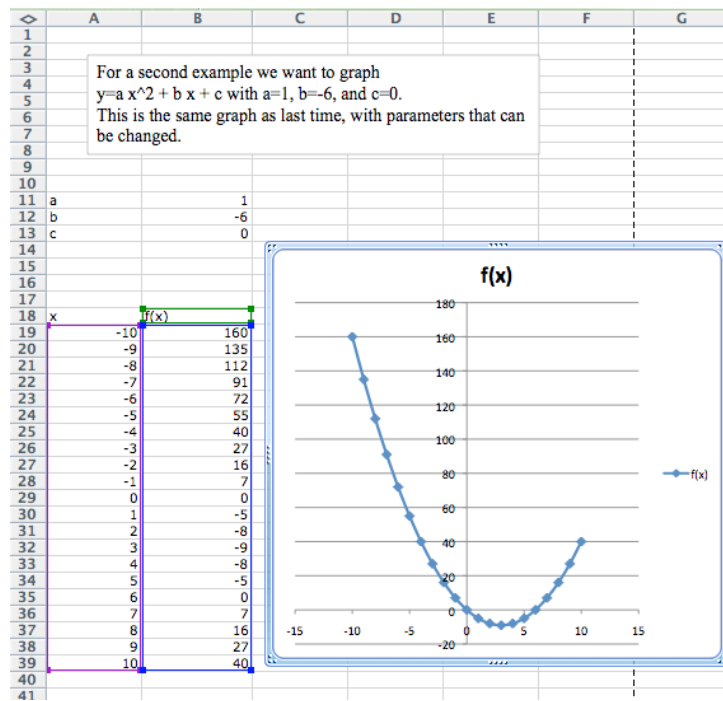 A B C D E F G
1
2
3
4
5
6
7
8
9
10
For a second example we want to graph
y=a x^2 + b x + c with a=1, b=-6, and c=0.
This is the same graph as last time, with parameters that can
be changed.
11 a 1
12 b -6
13 c 0
14
15
16
17
18 x f(x)
19 -10 160
20 -9 135
21 -8 112
22 -7 91
23 -6 72
24 -5 55
25 -4 40
26 -3 27
27 -2 16
28 -1 7
29 0 0
30 1 -5
31 2 -8
32 3 -9
33 4 -8
34 5 -5
35 6 0
36 7 7
37 8 16
38 9 27
39 10 40
40
41
f(x)
180
160
140
120
100
80
60
40
20
0
-20
-15 -10 -5 0 5 10 15
f(x)